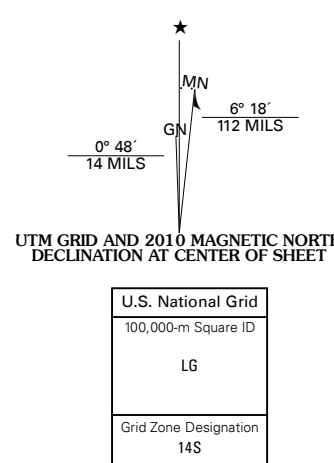 ★
MN
6° 18´
112 MILS
GN
0° 48´
14 MILS
UTM GRID AND 2010 MAGNETIC NORTH
DECLINATION AT CENTER OF SHEET
U.S. National Grid
100,000-m Square ID
LG
Grid Zone Designation
14S